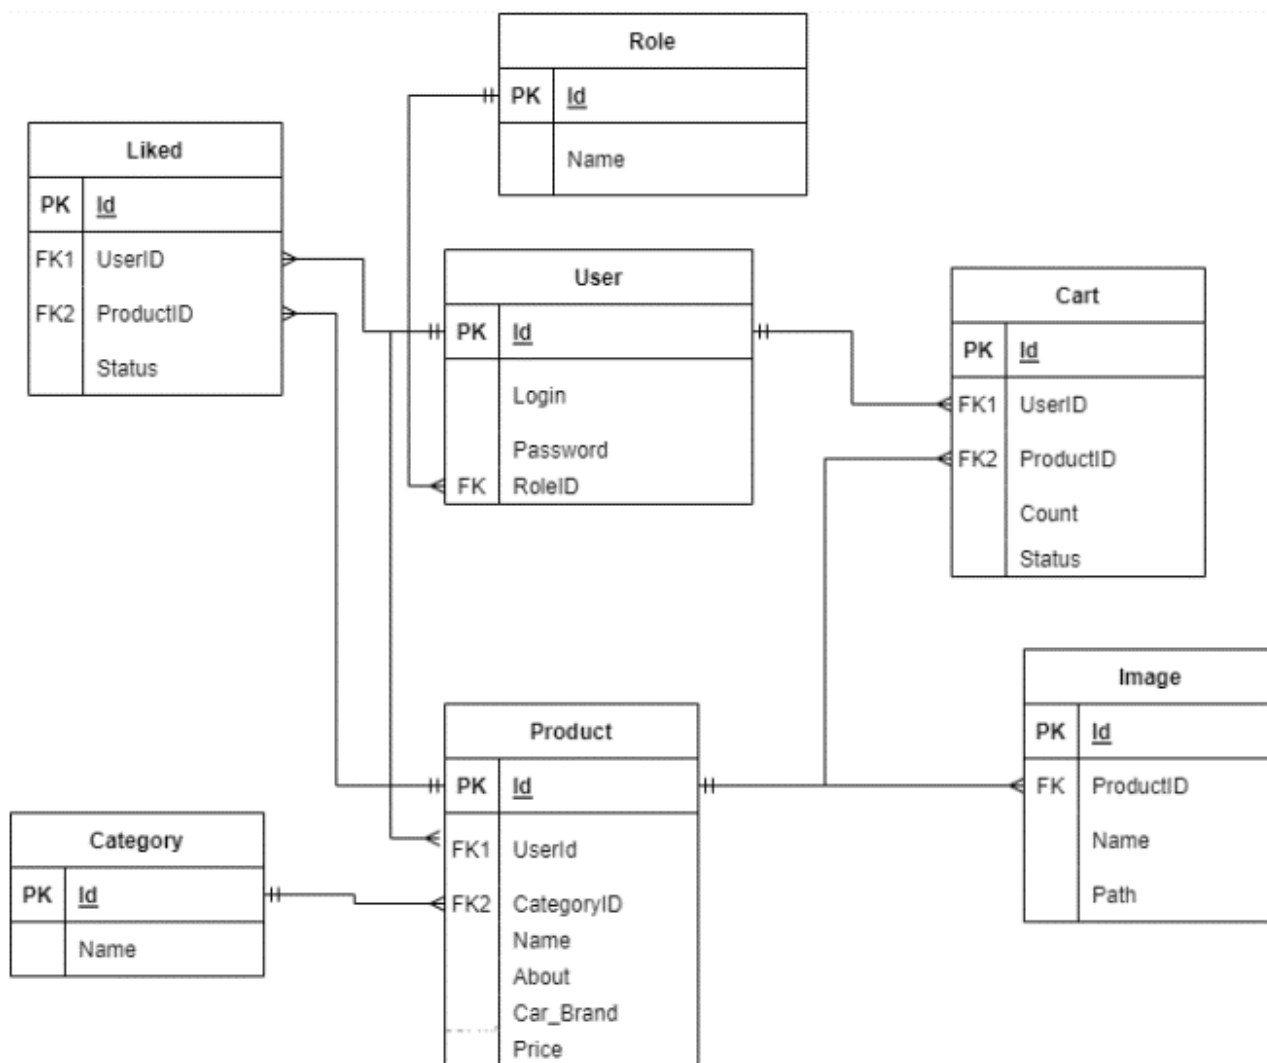 Role
PK Id
Name
Liked
PK Id
FK1 UserID
FK2 ProductID
Status
User
PK Id
Login
Password
FK RoleID
Cart
PK Id
FK1 UserID
FK2 ProductID
Count
Status
Image
PK Id
FK ProductID
Name
Path
Product
PK Id
FK1 UserId
FK2 CategoryID
Name
About
Car_Brand
Price
Category
PK Id
Name